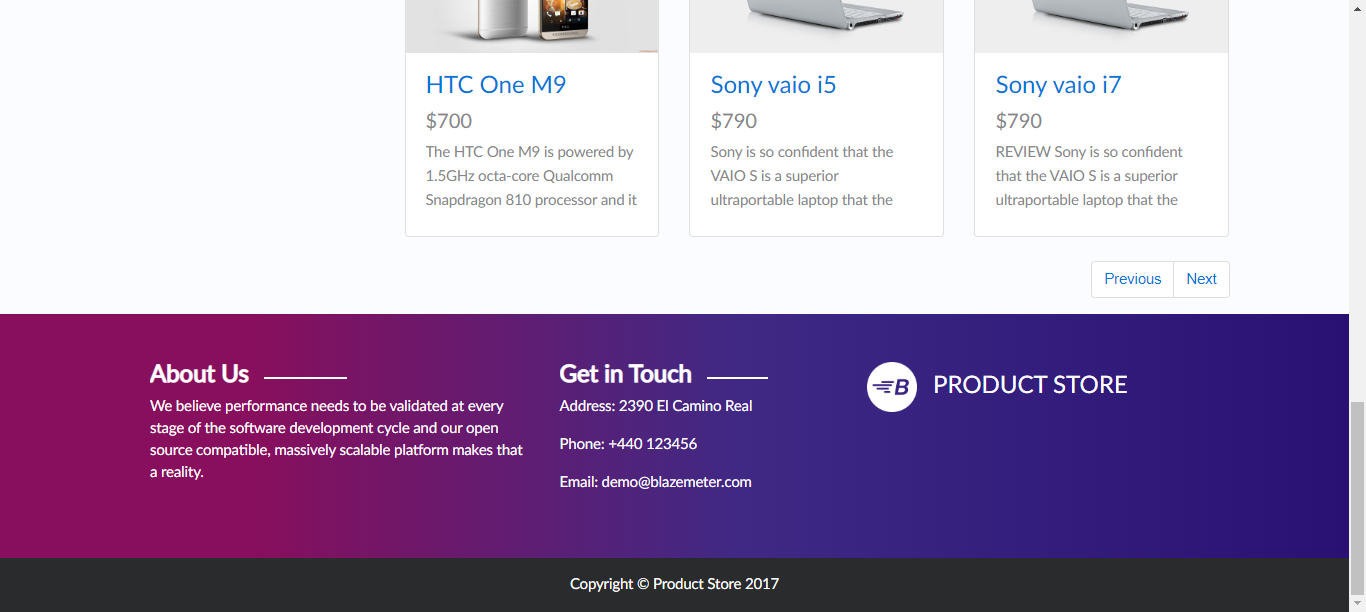 HTC One M9
$700
The HTC One M9 is powered by
1.5GHz octa-core Qualcomm
Snapdragon 810 processor and it
Sony vaio i5
$790
Sony is so confident that the
VAIO S is a superior
ultraportable laptop that the
Sony vaio i7
$790
REVIEW Sony is so confident
that the VAIO S is a superior
ultraportable laptop that the
Previous
Next
About Us
We believe performance needs to be validated at every
stage of the software development cycle and our open
source compatible, massively scalable platform makes that
a reality.
Get in Touch
Address: 2390 El Camino Real
Phone: +440 123456
Email: demo@blazemeter.com
B
PRODUCT STORE
Copyright © Product Store 2017